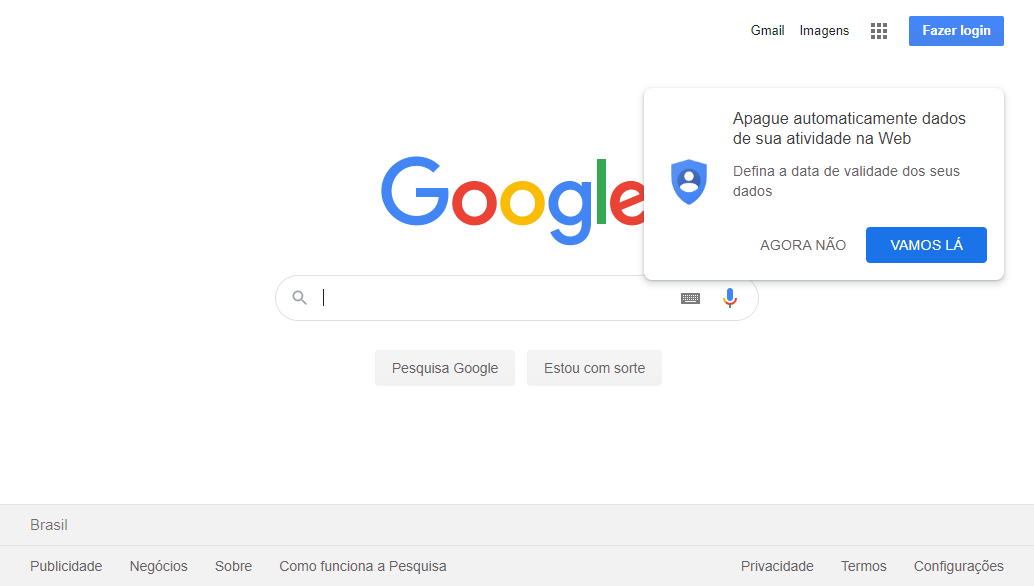 Gmail Imagens Fazer login
Apague automaticamente dados
de sua atividade na Web
Defina a data de validade dos seus
dados
AGORA NÃO VAMOS LÁ
Google
Pesquisa Google Estou com sorte
Brasil
Publicidade Negócios Sobre Como funciona a Pesquisa Privacidade Termos Configurações